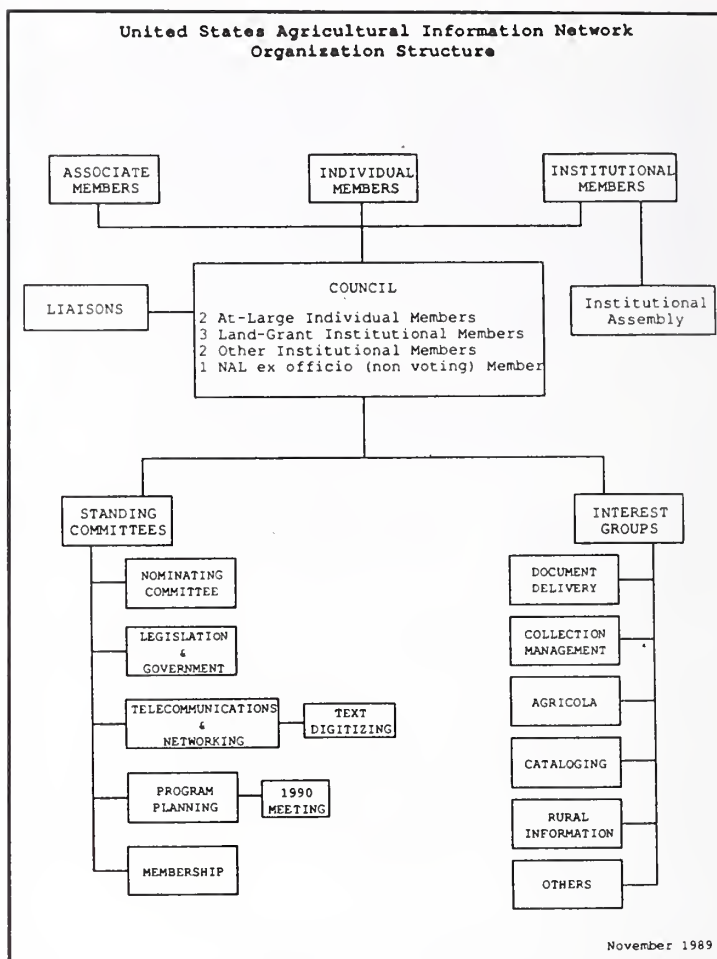 United States Agricultural Information Network
Organization Structure
ASSOCIATE
MEMBERS
INDIVIDUAL
MEMBERS
INSTITUTIONAL
MEMBERS
LIAISONS
COUNCIL
2 At-Large Individual Members
3 Land-Grant Institutional Members
2 Other Institutional Members
1 NAL ex officio (non voting) Member
Institutional
Assembly
STANDING
COMMITTEES
NOMINATING
COMMITTEE
LEGISLATION
&
GOVERNMENT
TELECOMMUNICATIONS
&
NETWORKING
TEXT
DIGITIZING
PROGRAM
PLANNING
1990
MEETING
MEMBERSHIP
INTEREST
GROUPS
DOCUMENT
DELIVERY
COLLECTION
MANAGEMENT
AGRICOLA
CATALOGING
RURAL
INFORMATION
OTHERS
November 1989